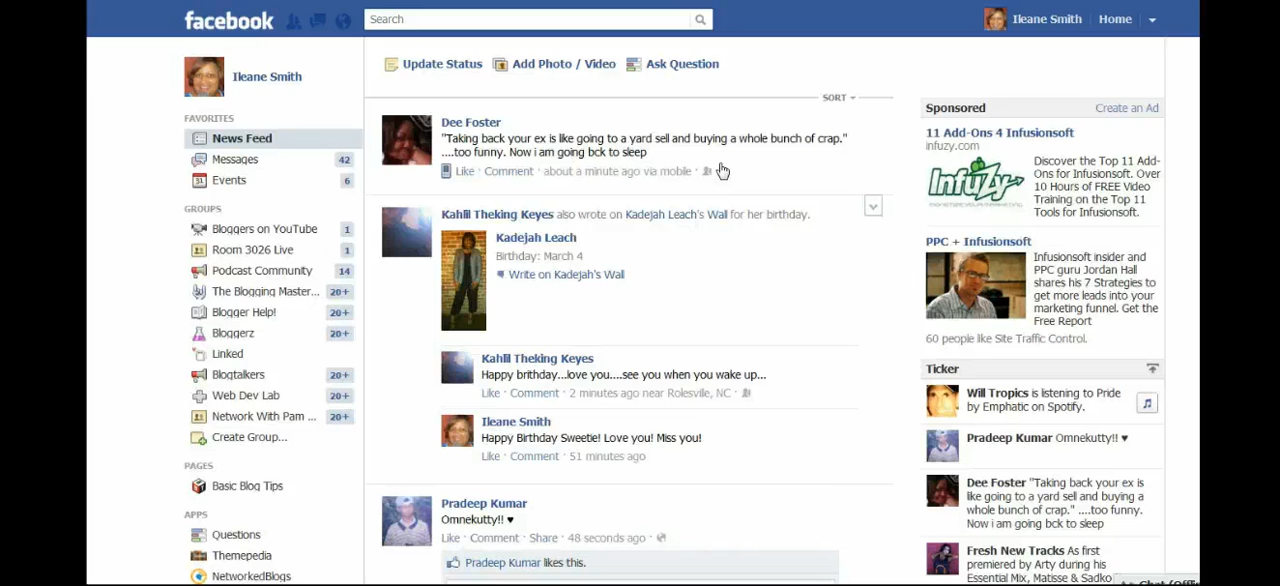 facebook
Search
Ileane Smith
Home
Ileane Smith
FAVORITES
News Feed
Messages 42
Events 6
GROUPS
Bloggers on YouTube 1
Room 3026 Live 1
Podcast Community 14
The Blogging Master... 20+
Blogger Help! 20+
Bloggerz 20+
Linked
Blogtalkers 20+
Web Dev Lab 20+
Network With Pam ... 20+
Create Group...
PAGES
Basic Blog Tips
APPS
Questions
Themepedia
NetworkedBlogs
Update Status Add Photo / Video Ask Question
SORT
Dee Foster
"Taking back your ex is like going to a yard sell and buying a whole bunch of crap."
....too funny. Now i am going bck to sleep
Like · Comment · about a minute ago via mobile ·
Kahlil Theking Keyes also wrote on Kadejah Leach's Wall for her birthday.
Kadejah Leach
Birthday: March 4
Write on Kadejah's Wall
Kahlil Theking Keyes
Happy brithday...love you....see you when you wake up...
Like · Comment · 2 minutes ago near Rolesville, NC ·
Ileane Smith
Happy Birthday Sweetie! Love you! Miss you!
Like · Comment · 51 minutes ago
Pradeep Kumar
Omnekutty!! ♥
Like · Comment · Share · 48 seconds ago ·
Pradeep Kumar likes this.
Sponsored Create an Ad
11 Add-Ons 4 Infusionsoft
infuzy.com
INFUZY
Discover the Top 11 Add-
Ons for Infusionsoft. Over
10 Hours of FREE Video
Training on the Top 11
Tools for Infusionsoft.
PPC + Infusionsoft
Infusionsoft insider and
PPC guru Jordan Hall
shares his 7 Strategies to
get more leads into your
marketing funnel. Get the
Free Report
60 people like Site Traffic Control.
Ticker
Will Tropics is listening to Pride
by Emphatic on Spotify.
Pradeep Kumar Omnekutty!! ♥
Dee Foster "Taking back your ex is
like going to a yard sell and buying a
whole bunch of crap." ....too funny.
Now i am going bck to sleep
Fresh New Tracks As first
premiered by Arty during his
Essential Mix, Matisse & Sadko